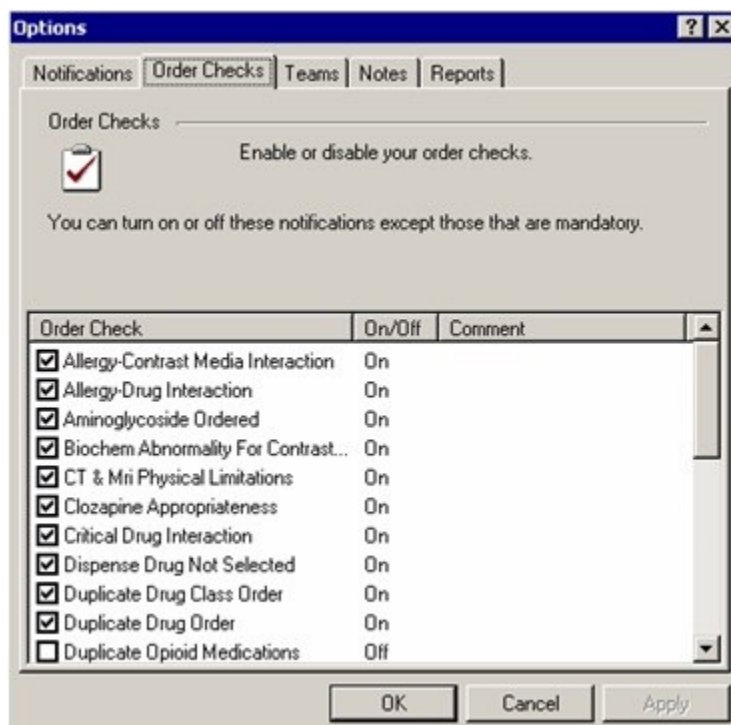 Options
Notifications Order Checks Teams Notes Reports
Order Checks
Enable or disable your order checks.
You can turn on or off these notifications except those that are mandatory.
Order Check On/Off Comment
Allergy-Contrast Media Interaction On
Allergy-Drug Interaction On
Aminoglycoside Ordered On
Biochem Abnormality For Contrast... On
CT & Mri Physical Limitations On
Clozapine Appropriateness On
Critical Drug Interaction On
Dispense Drug Not Selected On
Duplicate Drug Class Order On
Duplicate Drug Order On
Duplicate Opioid Medications Off
OK Cancel Apply